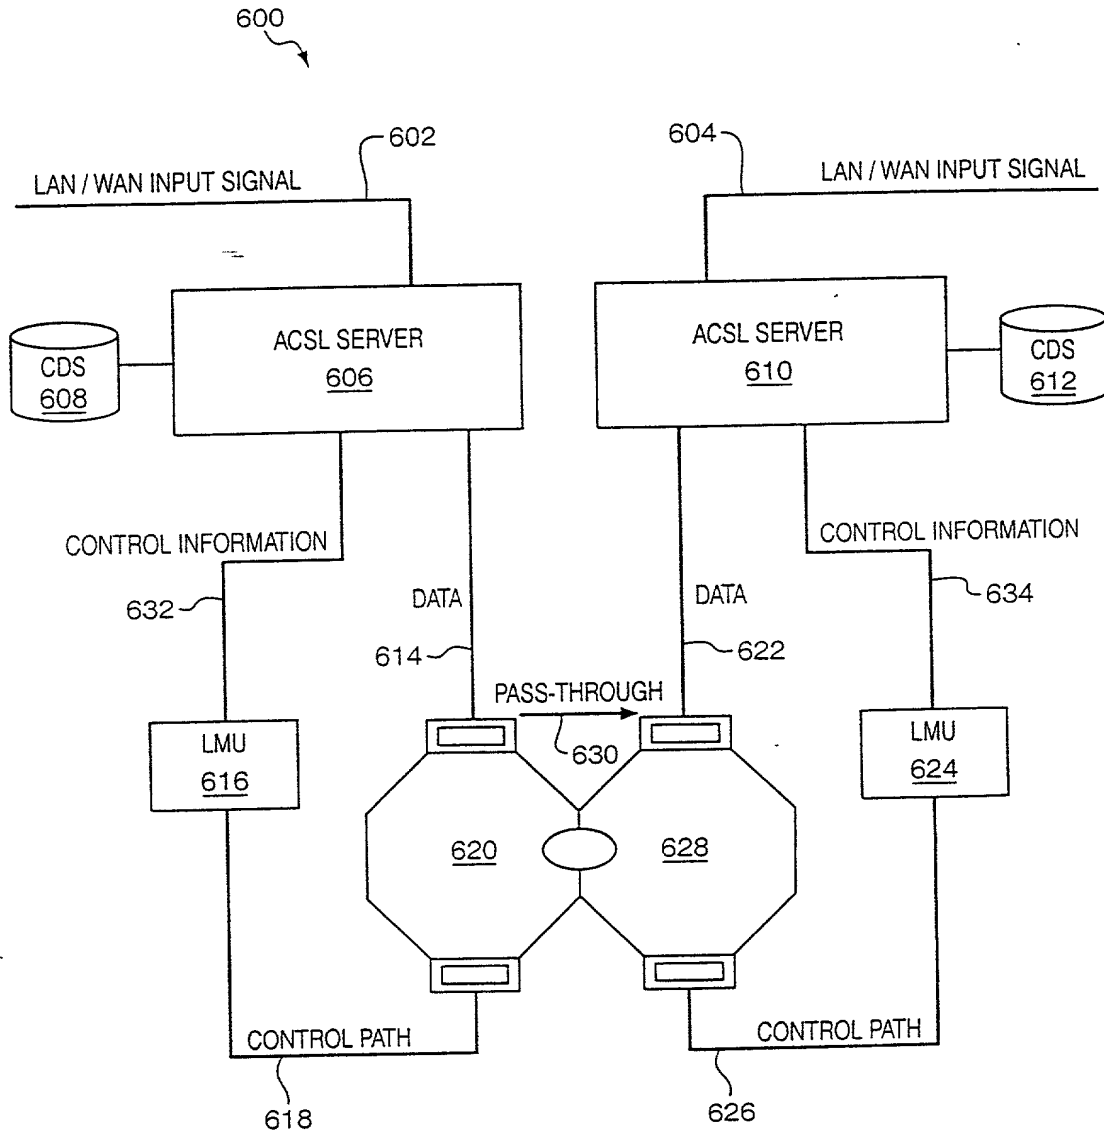 600
602
604
LAN / WAN INPUT SIGNAL
LAN / WAN INPUT SIGNAL
ACSL SERVER
606
ACSL SERVER
610
CDS
608
CDS
612
CONTROL INFORMATION
CONTROL INFORMATION
632
DATA
DATA
634
614
622
PASS-THROUGH
630
LMU
616
LMU
624
620
628
CONTROL PATH
CONTROL PATH
618
626